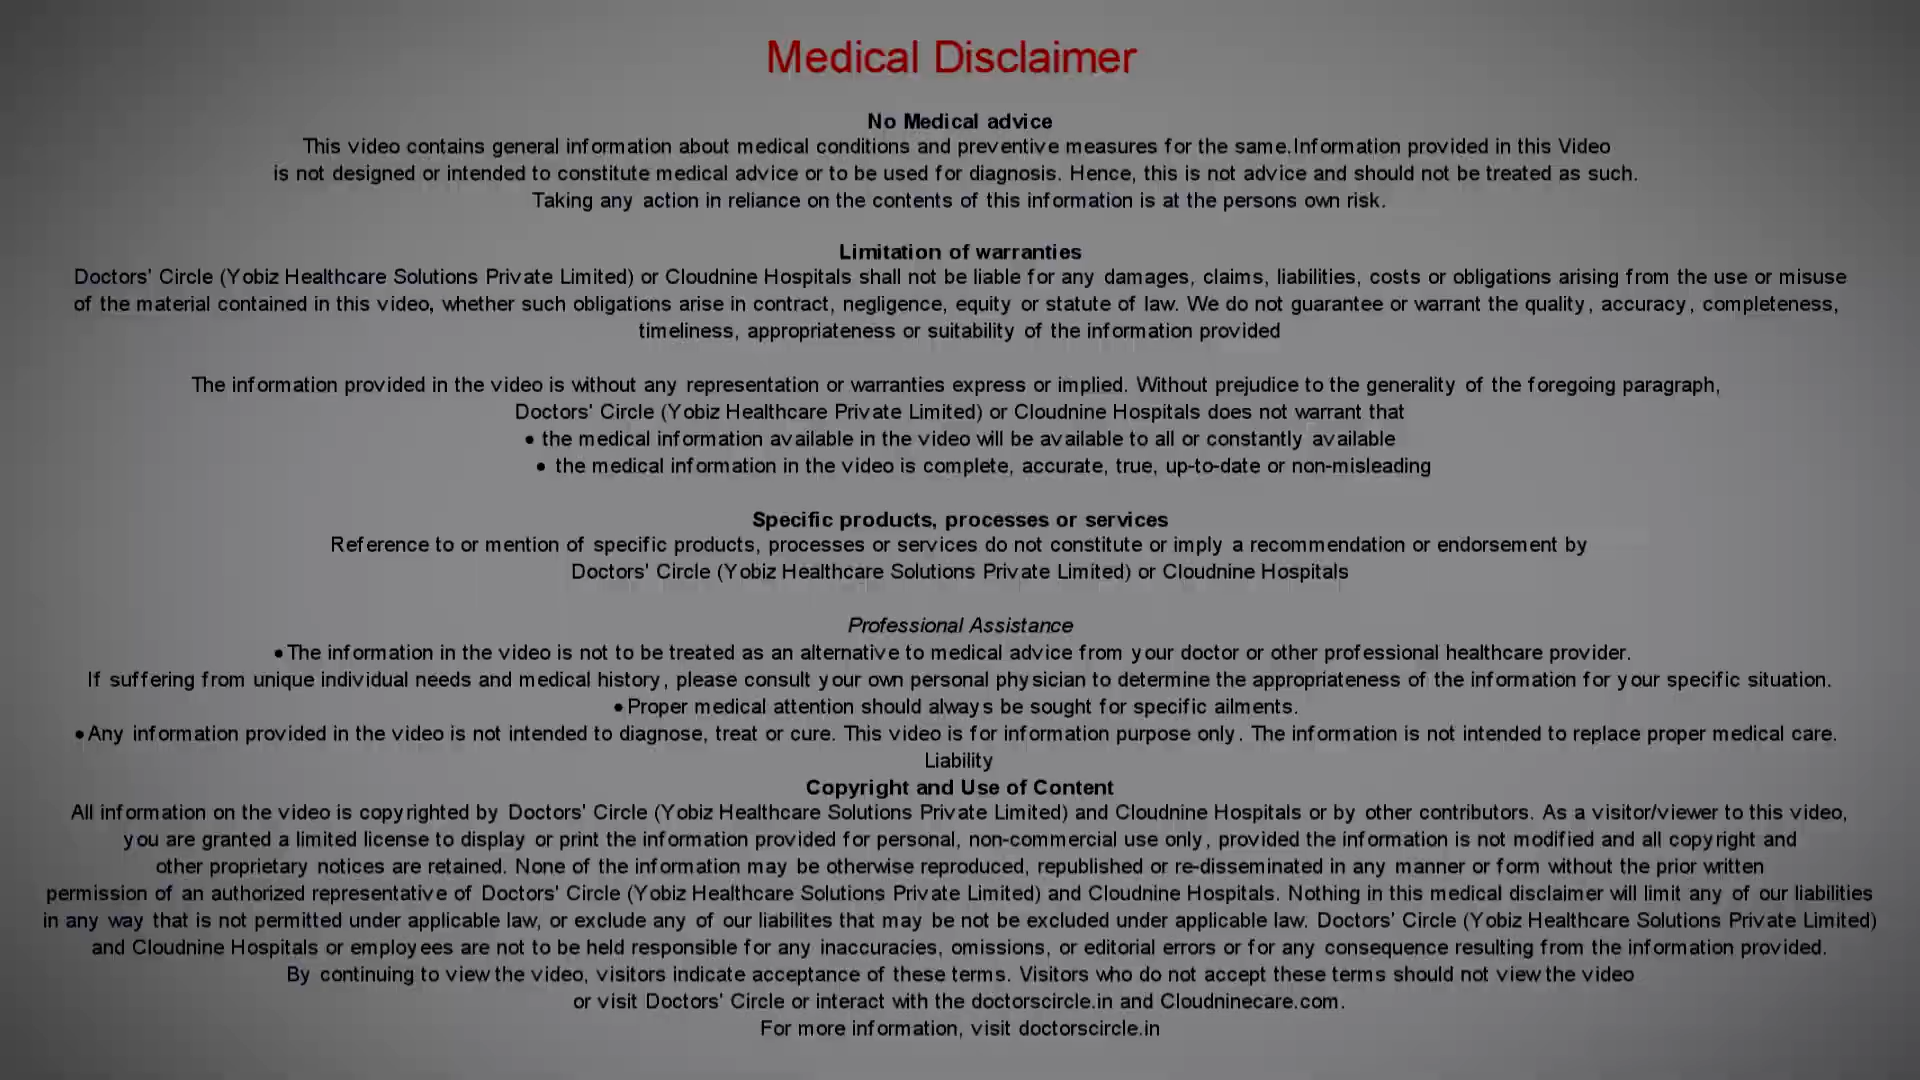 Medical Disclaimer
No Medical advice
This video contains general information about medical conditions and preventive measures for the same.Information provided in this Video
is not designed or intended to constitute medical advice or to be used for diagnosis. Hence, this is not advice and should not be treated as such.
Taking any action in reliance on the contents of this information is at the persons own risk.
Limitation of warranties
Doctors' Circle (Yobiz Healthcare Solutions Private Limited) or Cloudnine Hospitals shall not be liable for any damages, claims, liabilities, costs or obligations arising from the use or misuse
of the material contained in this video, whether such obligations arise in contract, negligence, equity or statute of law. We do not guarantee or warrant the quality, accuracy, completeness,
timeliness, appropriateness or suitability of the information provided
The information provided in the video is without any representation or warranties express or implied. Without prejudice to the generality of the foregoing paragraph,
Doctors' Circle (Yobiz Healthcare Private Limited) or Cloudnine Hospitals does not warrant that
• the medical information available in the video will be available to all or constantly available
• the medical information in the video is complete, accurate, true, up-to-date or non-misleading
Specific products, processes or services
Reference to or mention of specific products, processes or services do not constitute or imply a recommendation or endorsement by
Doctors' Circle (Yobiz Healthcare Solutions Private Limited) or Cloudnine Hospitals
Professional Assistance
•The information in the video is not to be treated as an alternative to medical advice from your doctor or other professional healthcare provider.
If suffering from unique individual needs and medical history, please consult your own personal physician to determine the appropriateness of the information for your specific situation.
•Proper medical attention should always be sought for specific ailments.
•Any information provided in the video is not intended to diagnose, treat or cure. This video is for information purpose only. The information is not intended to replace proper medical care.
Liability
Copyright and Use of Content
All information on the video is copyrighted by Doctors' Circle (Yobiz Healthcare Solutions Private Limited) and Cloudnine Hospitals or by other contributors. As a visitor/viewer to this video,
you are granted a limited license to display or print the information provided for personal, non-commercial use only, provided the information is not modified and all copyright and
other proprietary notices are retained. None of the information may be otherwise reproduced, republished or re-disseminated in any manner or form without the prior written
permission of an authorized representative of Doctors' Circle (Yobiz Healthcare Solutions Private Limited) and Cloudnine Hospitals. Nothing in this medical disclaimer will limit any of our liabilities
in any way that is not permitted under applicable law, or exclude any of our liabilites that may be not be excluded under applicable law. Doctors' Circle (Yobiz Healthcare Solutions Private Limited)
and Cloudnine Hospitals or employees are not to be held responsible for any inaccuracies, omissions, or editorial errors or for any consequence resulting from the information provided.
By continuing to view the video, visitors indicate acceptance of these terms. Visitors who do not accept these terms should not view the video
or visit Doctors' Circle or interact with the doctorscircle.in and Cloudninecare.com.
For more information, visit doctorscircle.in